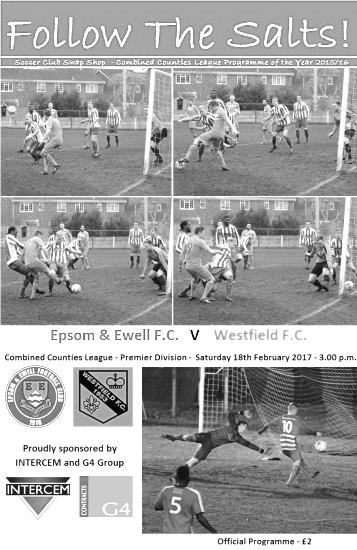 Follow The Salts!
Soccer Club Swap Shop - Combined Counties League Programme of the Year 2015/16
Epsom & Ewell F.C. V Westfield F.C.
Combined Counties League - Premier Division - Saturday 18th February 2017 - 3.00 p.m.
EPSOM & EWELL FOOTBALL CLUB
E E
1918
WESTFIELD F.C.
1953
Proudly sponsored by
INTERCEM and G4 Group
INTERCEM
CONTRACTS
G4
10
5
Official Programme - £2